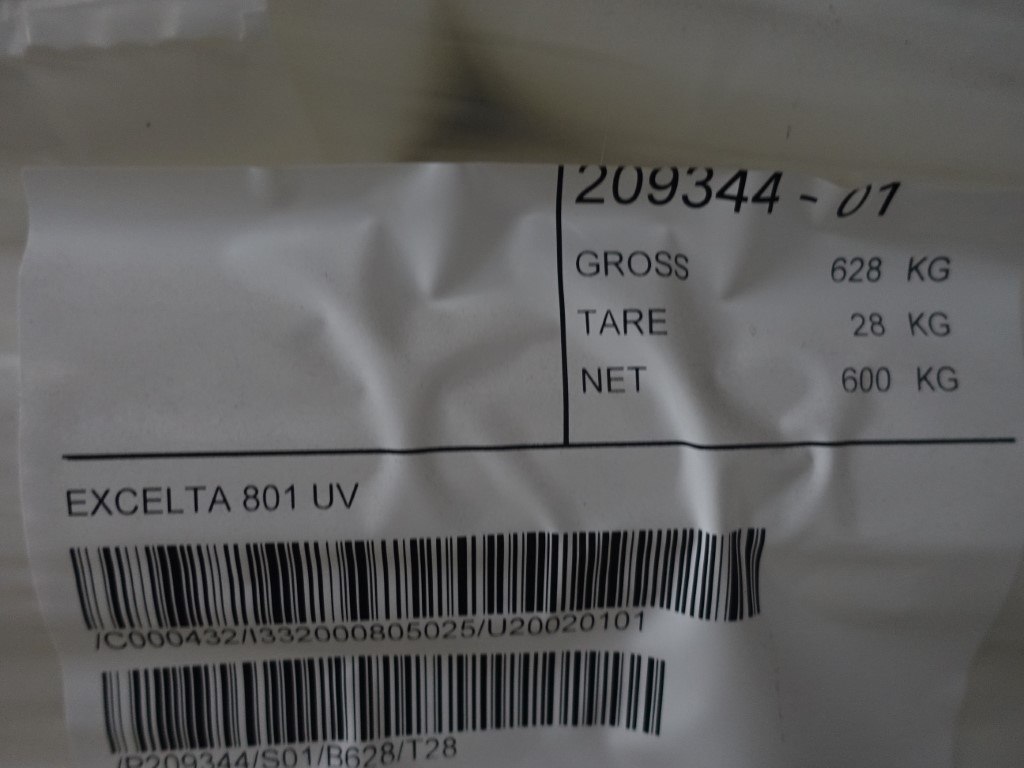 209344 - 01
GROSS 628 KG
TARE 28 KG
NET 600 KG
EXCELTA 801 UV
/C000432/I332000805025/U20020101
/P209344/S01/B628/T28